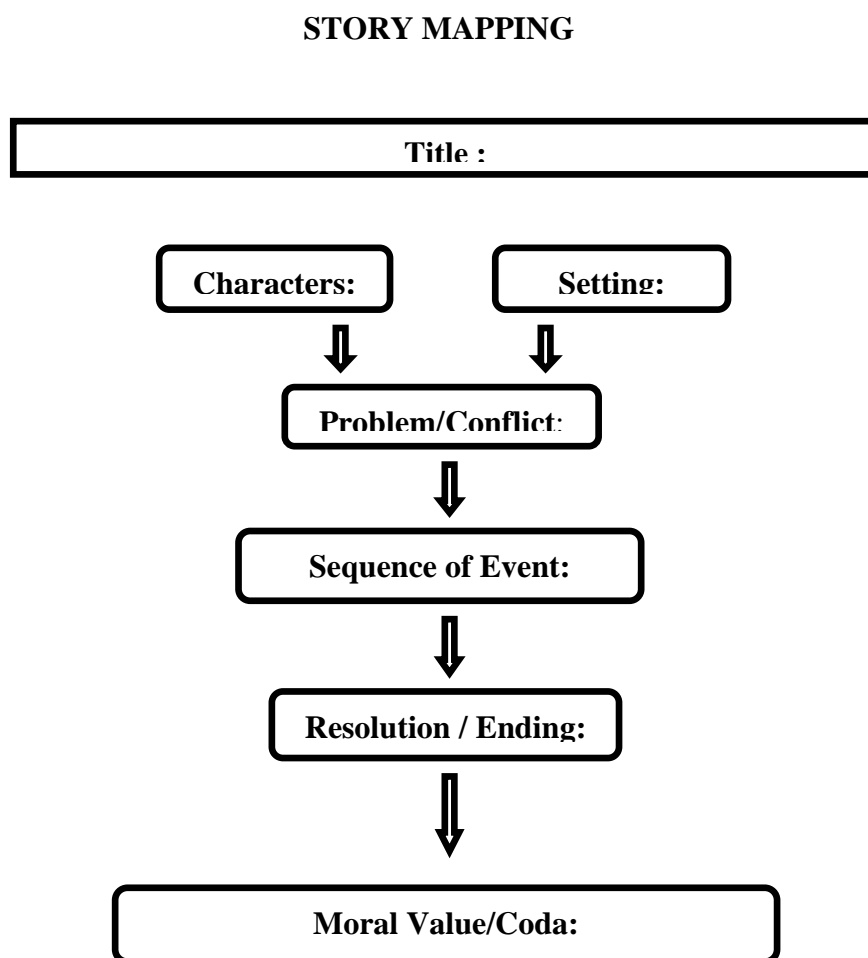 STORY MAPPING
Title :
Characters:
Setting:
Problem/Conflict:
Sequence of Event:
Resolution / Ending:
Moral Value/Coda: